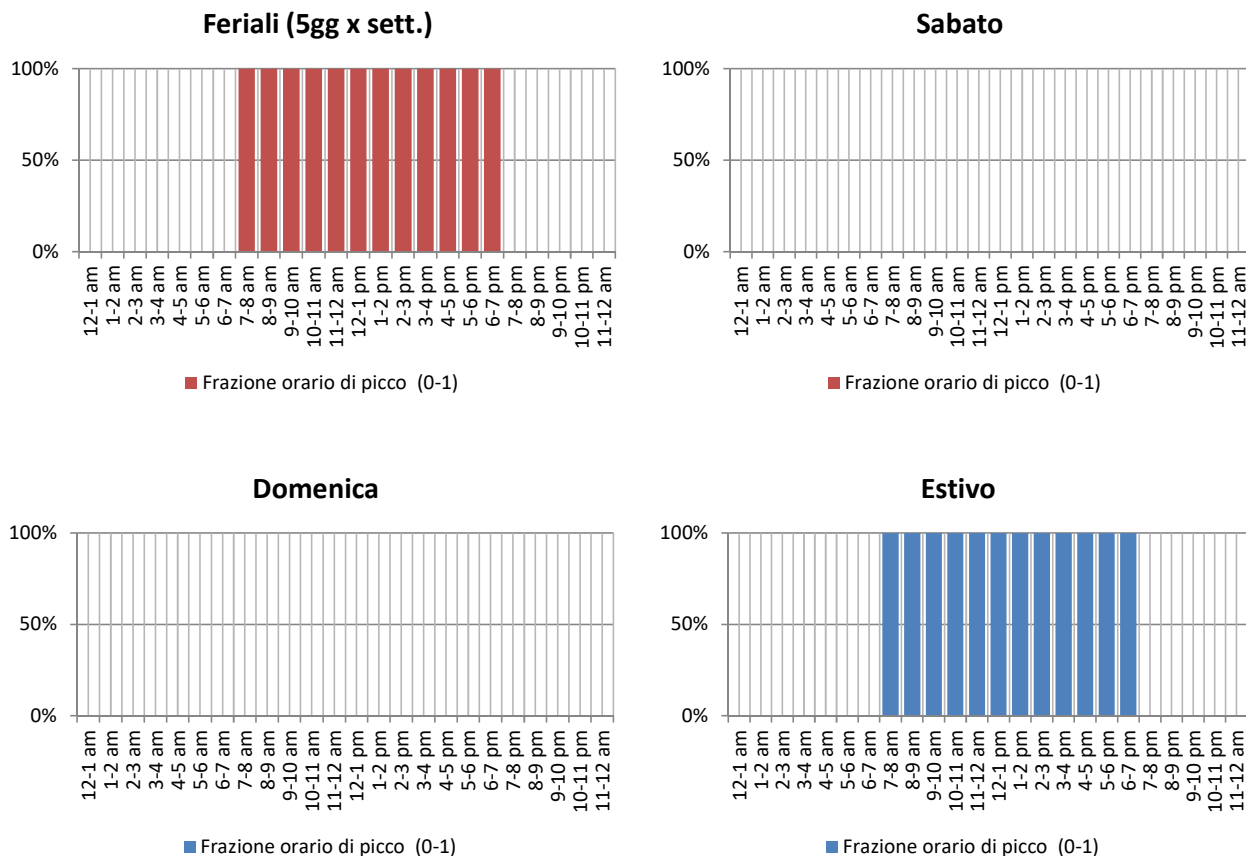 Feriali (5gg x sett.)
100%
50%
0%
12-1 am
1-2 am
2-3 am
3-4 am
4-5 am
5-6 am
6-7 am
7-8 am
8-9 am
9-10 am
10-11 am
11-12 am
12-1 pm
1-2 pm
2-3 pm
3-4 pm
4-5 pm
5-6 pm
6-7 pm
7-8 pm
8-9 pm
9-10 pm
10-11 pm
11-12 am
Frazione orario di picco (0-1)
Sabato
100%
50%
0%
12-1 am
1-2 am
2-3 am
3-4 am
4-5 am
5-6 am
6-7 am
7-8 am
8-9 am
9-10 am
10-11 am
11-12 am
12-1 pm
1-2 pm
2-3 pm
3-4 pm
4-5 pm
5-6 pm
6-7 pm
7-8 pm
8-9 pm
9-10 pm
10-11 pm
11-12 am
Frazione orario di picco (0-1)
Domenica
100%
50%
0%
12-1 am
1-2 am
2-3 am
3-4 am
4-5 am
5-6 am
6-7 am
7-8 am
8-9 am
9-10 am
10-11 am
11-12 am
12-1 pm
1-2 pm
2-3 pm
3-4 pm
4-5 pm
5-6 pm
6-7 pm
7-8 pm
8-9 pm
9-10 pm
10-11 pm
11-12 am
Frazione orario di picco (0-1)
Estivo
100%
50%
0%
12-1 am
1-2 am
2-3 am
3-4 am
4-5 am
5-6 am
6-7 am
7-8 am
8-9 am
9-10 am
10-11 am
11-12 am
12-1 pm
1-2 pm
2-3 pm
3-4 pm
4-5 pm
5-6 pm
6-7 pm
7-8 pm
8-9 pm
9-10 pm
10-11 pm
11-12 am
Frazione orario di picco (0-1)